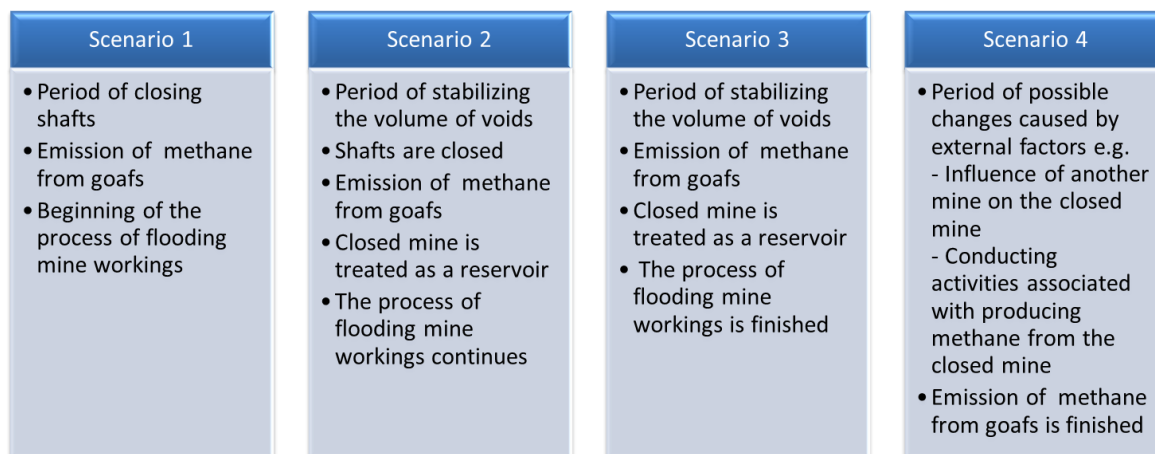 Scenario 1
• Period of closing
shafts
• Emission of methane
from goafs
• Beginning of the
process of flooding
mine workings
Scenario 2
• Period of stabilizing
the volume of voids
• Shafts are closed
• Emission of methane
from goafs
• Closed mine is
treated as a reservoir
• The process of
flooding mine
workings continues
Scenario 3
• Period of stabilizing
the volume of voids
• Emission of methane
from goafs
• Closed mine is
treated as a reservoir
• The process of
flooding mine
workings is finished
Scenario 4
• Period of possible
changes caused by
external factors e.g.
- Influence of another
mine on the closed
mine
- Conducting
activities associated
with producing
methane from the
closed mine
• Emission of methane
from goafs is finished